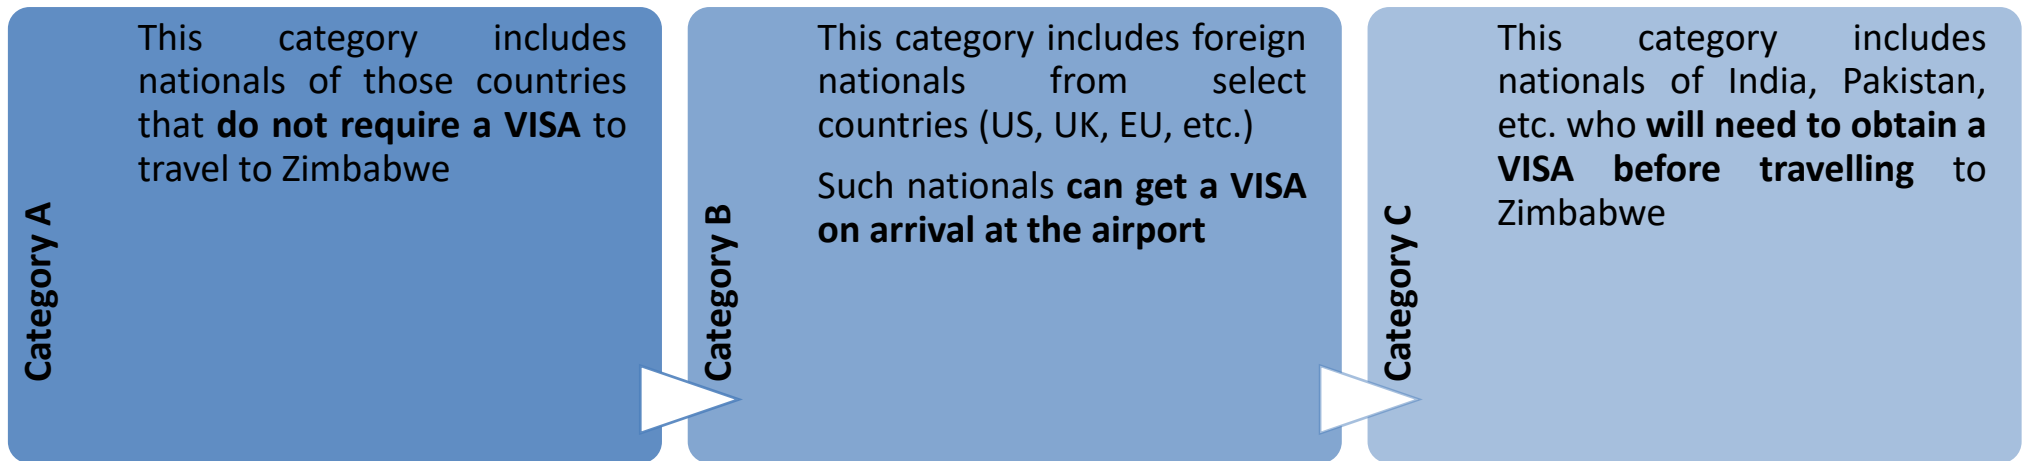 Category A
This category includes
nationals of those countries
that do not require a VISA to
travel to Zimbabwe
Category B
This category includes foreign
nationals from select
countries (US, UK, EU, etc.)
Such nationals can get a VISA
on arrival at the airport
Category C
This category includes
nationals of India, Pakistan,
etc. who will need to obtain a
VISA before travelling to
Zimbabwe